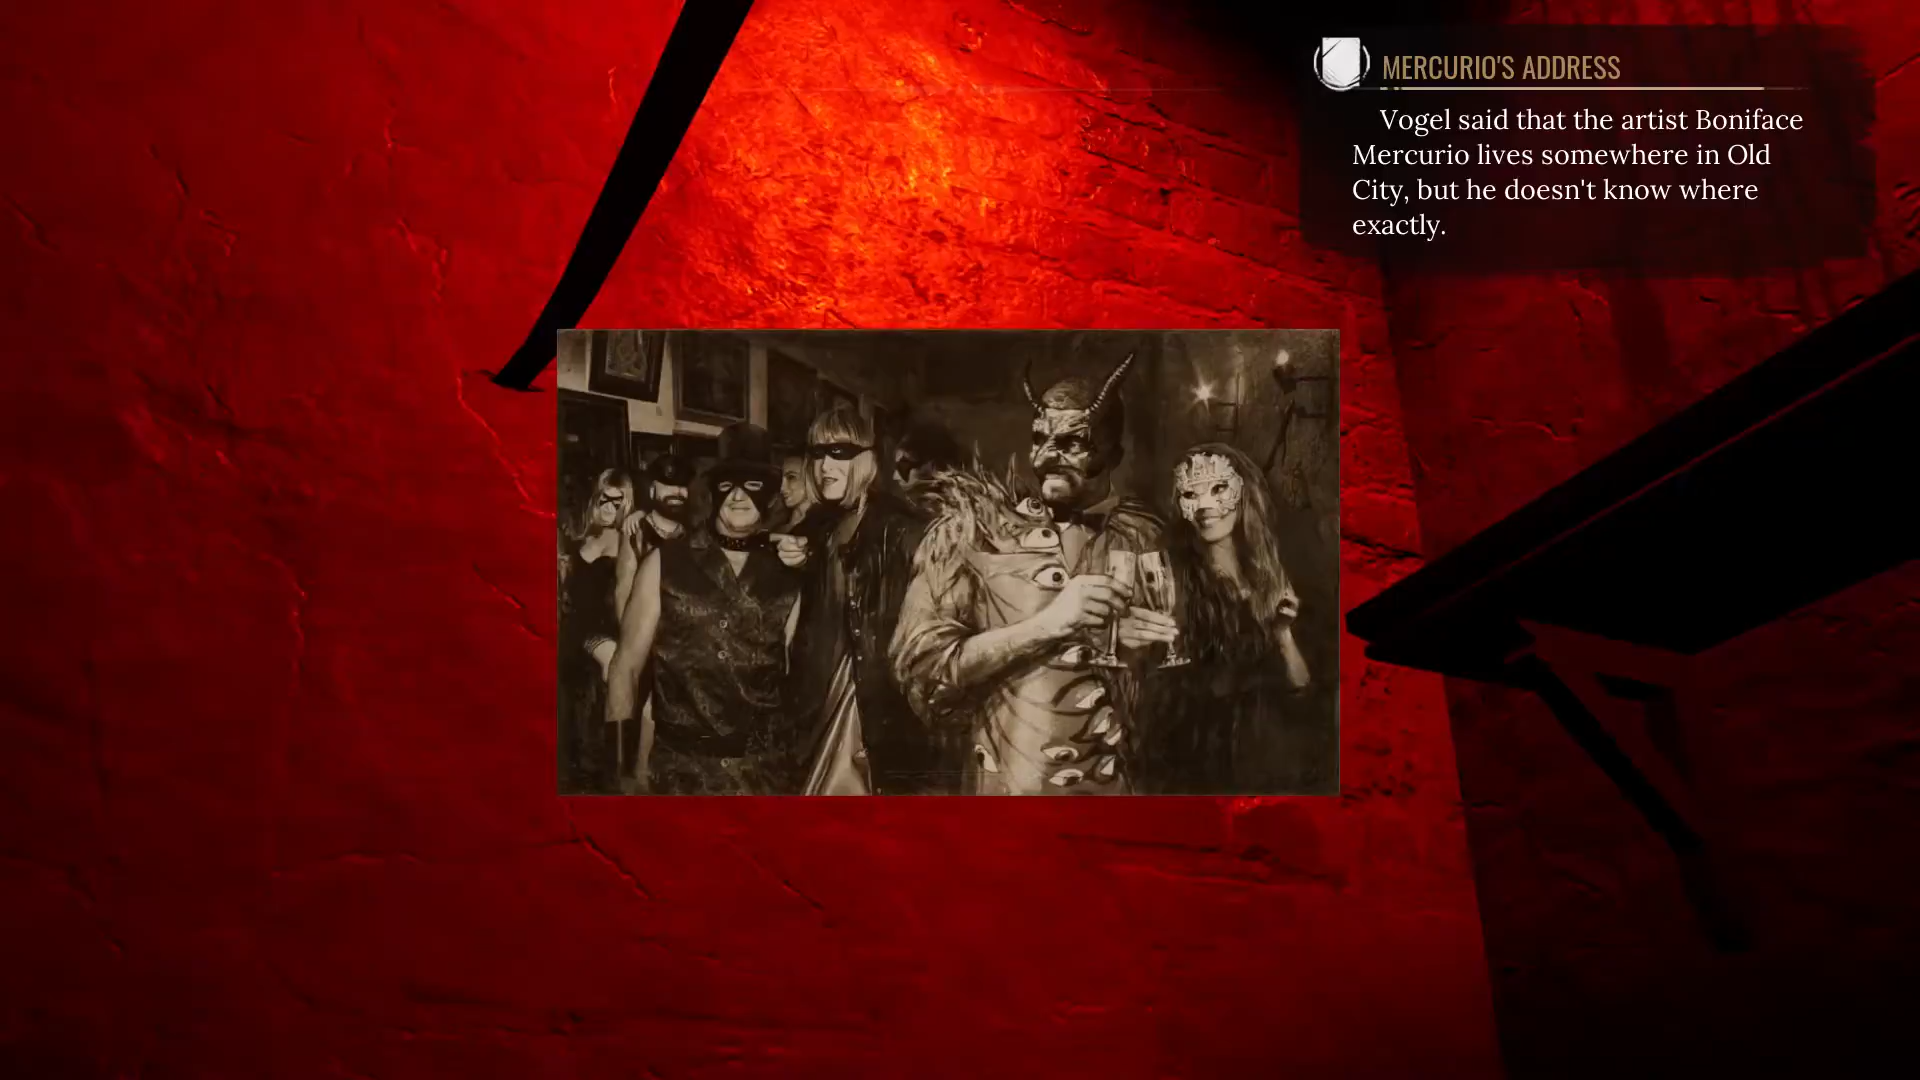 MERCURIO'S ADDRESS
Vogel said that the artist Boniface
Mercurio lives somewhere in Old
City, but he doesn't know where
exactly.